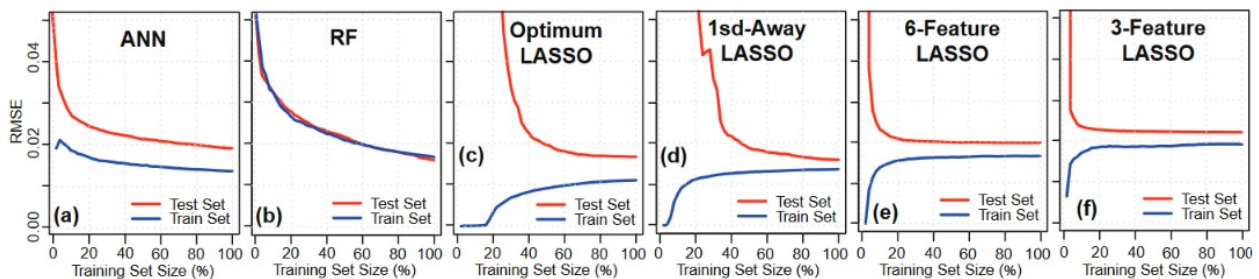 RMSE
0.00 0.02 0.04
ANN
(a)
Test Set
Train Set
0 20 40 60 80 100
Training Set Size (%)
RF
(b)
Test Set
Train Set
0 20 40 60 80 100
Training Set Size (%)
Optimum
LASSO
(c)
Test Set
Train Set
0 20 40 60 80 100
Training Set Size (%)
1sd-Away
LASSO
(d)
Test Set
Train Set
0 20 40 60 80 100
Training Set Size (%)
6-Feature
LASSO
(e)
Test Set
Train Set
0 20 40 60 80 100
Training Set Size (%)
3-Feature
LASSO
(f)
Test Set
Train Set
0 20 40 60 80 100
Training Set Size (%)